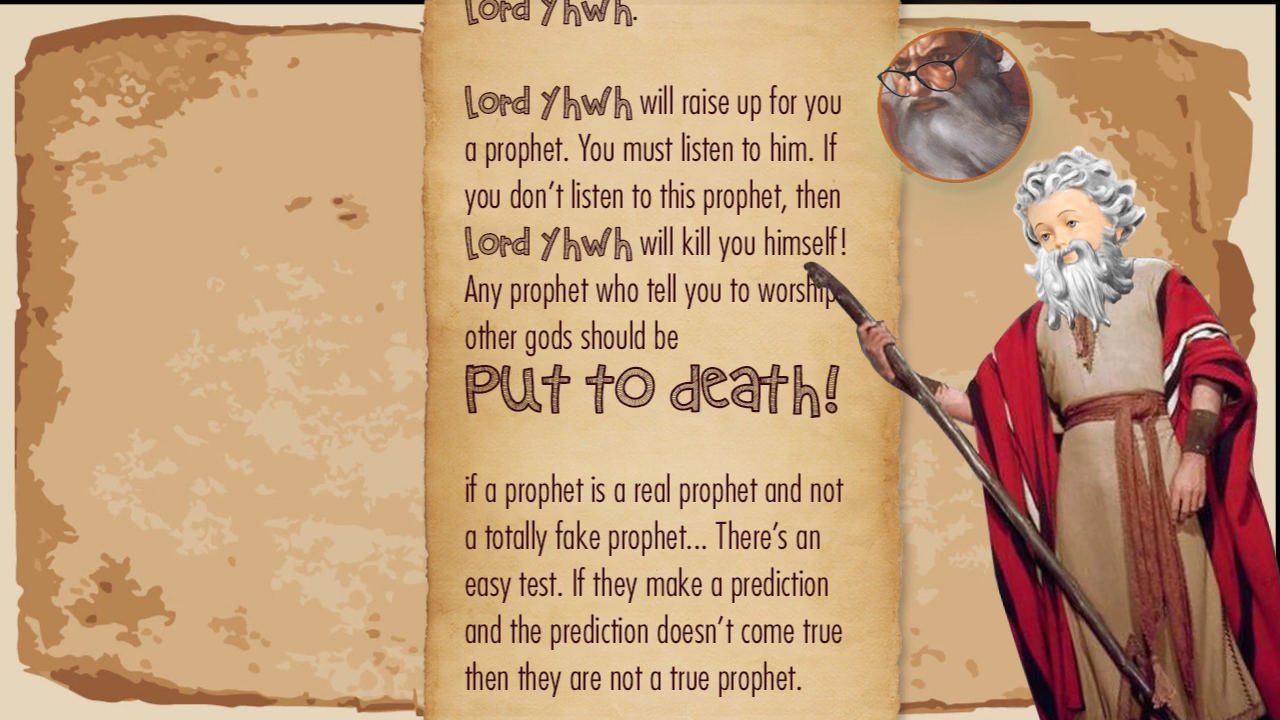 Lord Yhwh.
Lord Yhwh will raise up for you
a prophet. You must listen to him. If
you don't listen to this prophet, then
Lord Yhwh will kill you himself!
Any prophet who tell you to worship
other gods should be
Put to death!
if a prophet is a real prophet and not
a totally fake prophet... There's an
easy test. If they make a prediction
and the prediction doesn't come true
then they are not a true prophet.